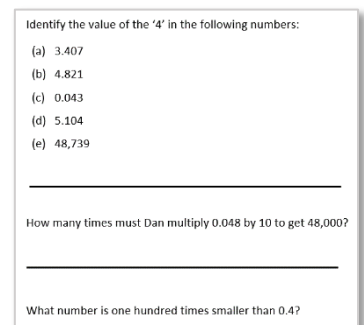 Identify the value of the ‘4’ in the following numbers:
(a) 3.407
(b) 4.821
(c) 0.043
(d) 5.104
(e) 48,739
How many times must Dan multiply 0.048 by 10 to get 48,000?
What number is one hundred times smaller than 0.4?